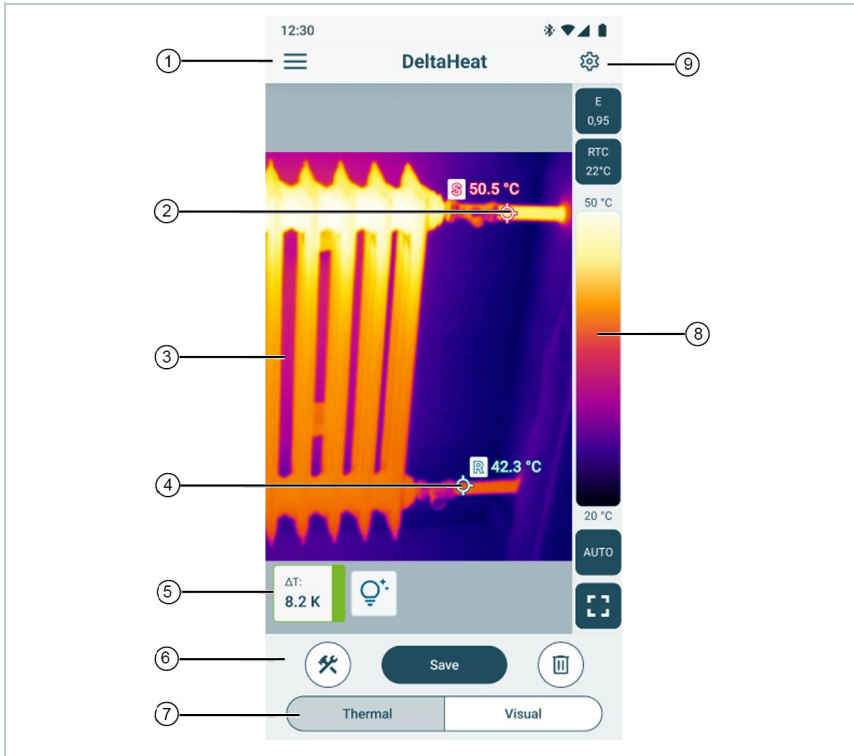 12:30
1
DeltaHeat
9
E
0,95
RTC
22°C
S 50.5 °C
50 °C
2
8
3
R 42.3 °C
4
20 °C
AUTO
5
ΔT:
8.2 K
6
Save
7
Thermal
Visual